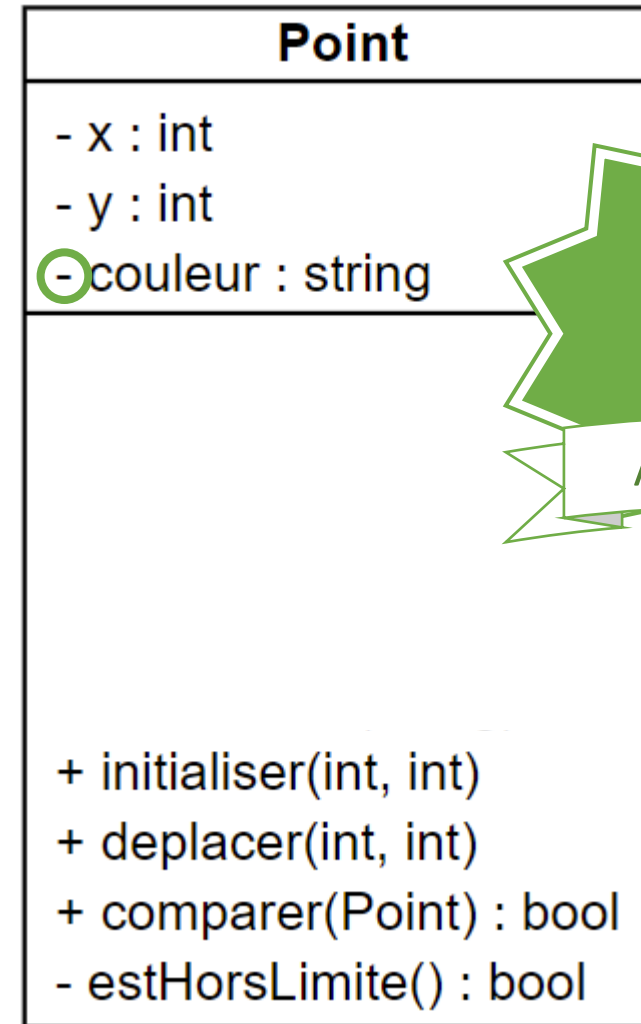 Point
- x : int
- y : int
- couleur : string
+ initialiser(int, int)
+ deplacer(int, int)
+ comparer(Point) : bool
- estHorsLimite() : bool